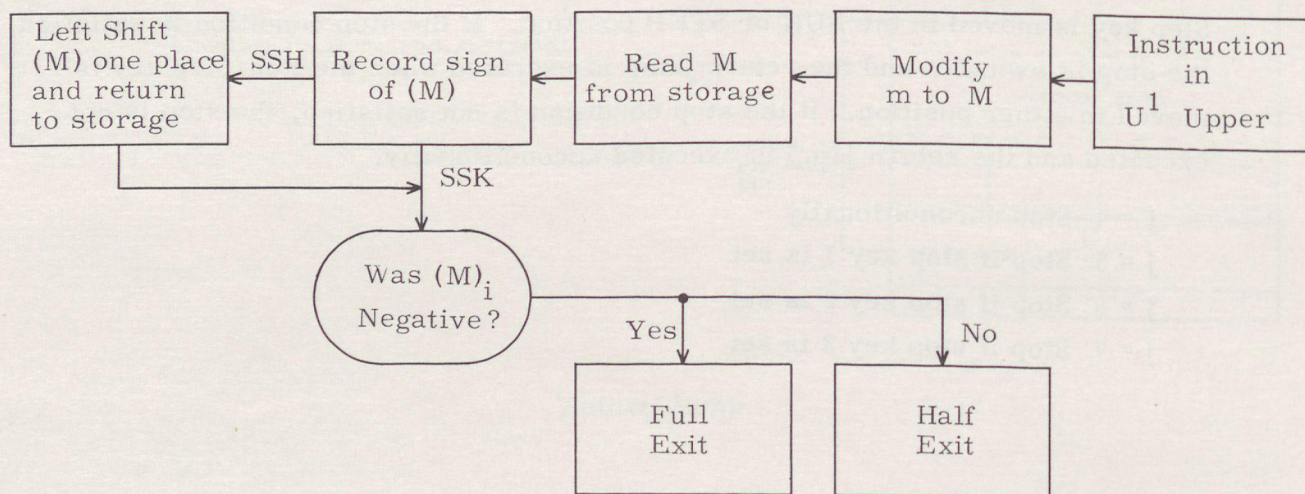 Left Shift
(M) one place
and return
to storage
SSH
Record sign
of (M)
Read M
from storage
Modify
m to M
Instruction
in
U¹ Upper
SSK
Was (M)i
Negative?
Yes
No
Full
Exit
Half
Exit